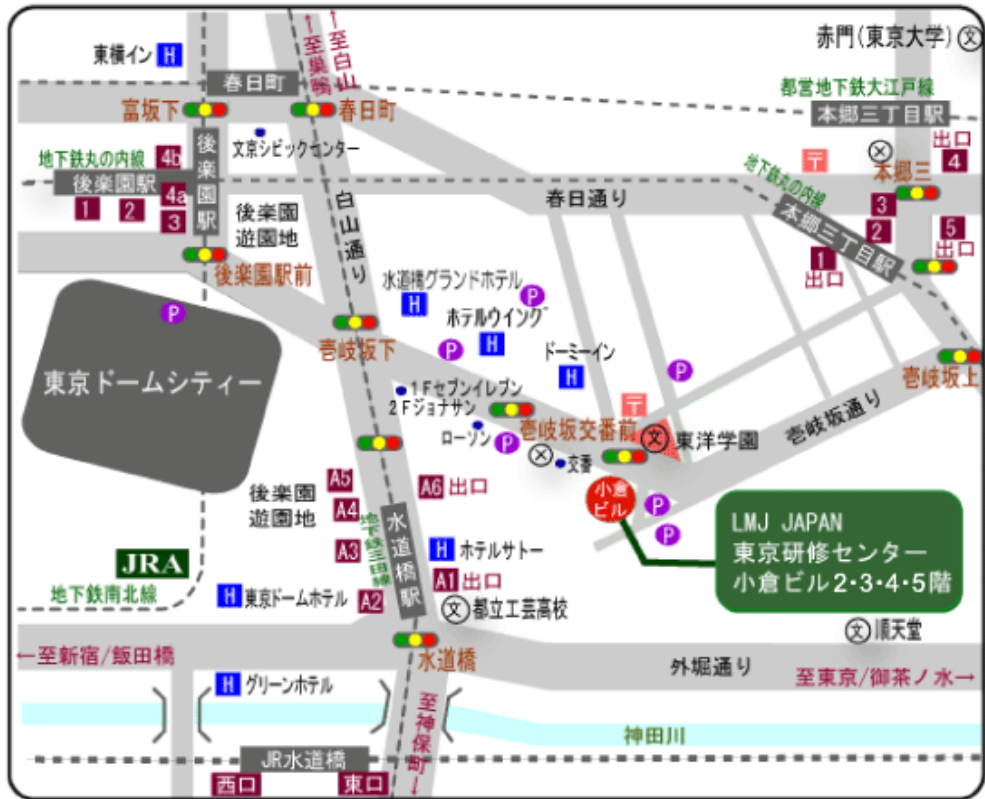 赤門(東京大学)
文
東横イン
H
←至巣鴨
←至白山
春日町
都営地下鉄大江戸線
富坂下
春日町
本郷三丁目駅
出口
4
地下鉄丸の内線
4b
文京シビックセンター
後楽園駅
〒
本郷三
地下鉄丸の内線
後楽園駅
4a
1
2
3
後楽園
遊園地
白山通り
春日通り
3
2
5
出口
本郷三丁目駅
1
出口
後楽園駅前
水道橋グランドホテル
H
P
P
ホテルウイング
H
壱岐坂下
P
ドーミーイン
H
P
壱岐坂上
東京ドームシティー
1Fセブンイレブン
2Fジョナサン
〒
壱岐坂通り
ローソン
P
壱岐坂交番前
文
東洋学園
交番
A5
A6
出口
後楽園
遊園地
A4
小倉
ビル
P
P
LMJ JAPAN
東京研修センター
小倉ビル2・3・4・5階
地下鉄三田線
水道橋駅
A3
H
ホテルサトー
JRA
A1
出口
地下鉄南北線
H
東京ドームホテル
A2
文
都立工芸高校
文
順天堂
←至新宿/飯田橋
水道橋
外堀通り
至東京/御茶ノ水→
H
グリーンホテル
至神保町→
神田川
JR水道橋
西口
東口